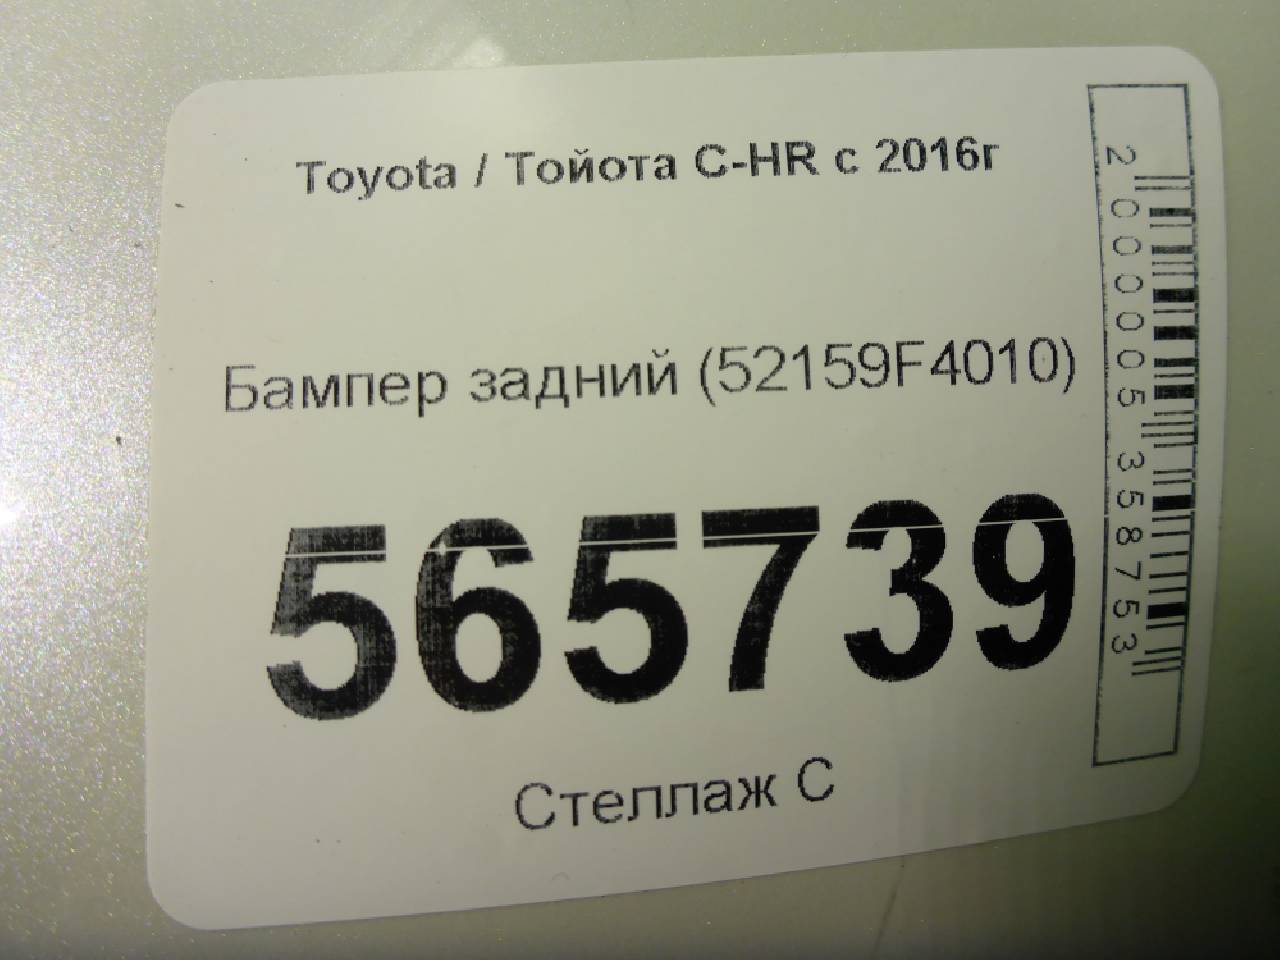 Toyota / Тойота C-HR с 2016г
Бампер задний (52159F4010)
565739
Стеллаж С
2000005358753